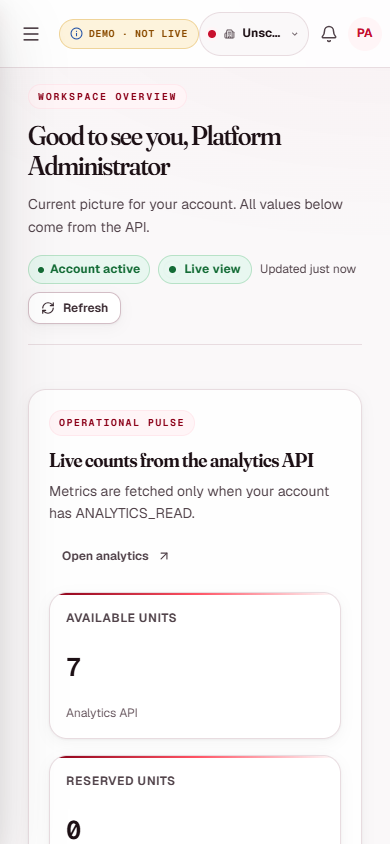 DEMO · NOT LIVE
Unsc...
PA
WORKSPACE OVERVIEW
Good to see you, Platform
Administrator
Current picture for your account. All values below
come from the API.
Account active
Live view
Updated just now
Refresh
OPERATIONAL PULSE
Live counts from the analytics API
Metrics are fetched only when your account
has ANALYTICS_READ.
Open analytics
AVAILABLE UNITS
7
Analytics API
RESERVED UNITS
0